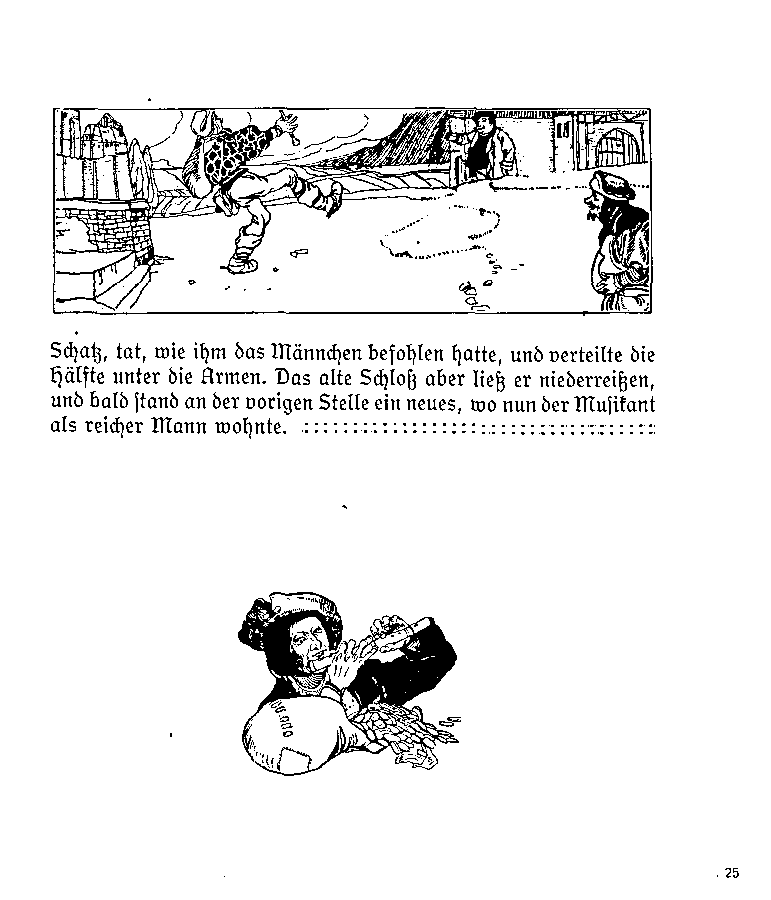 Schatz, tat, wie ihm das Männchen befohlen hatte, und verteilte die
Hälfte unter die Armen. Das alte Schloß aber ließ er niederreißen,
und bald stand an der vorigen Stelle ein neues, wo nun der Musikant
als reicher Mann wohnte. :::::::::::::::::::::::::::::::::::
25